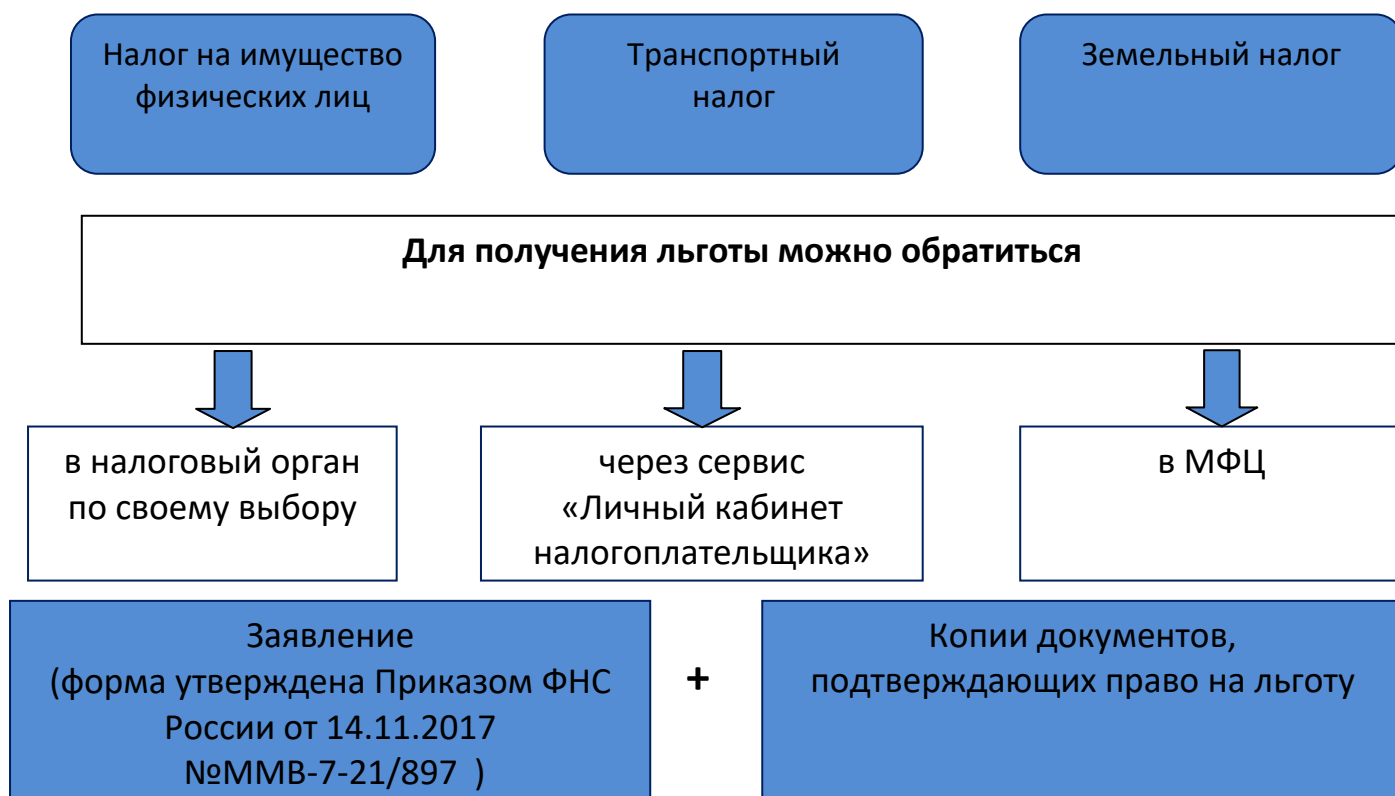 Налог на имущество
физических лиц
Транспортный
налог
Земельный налог
Для получения льготы можно обратиться
в налоговый орган
по своему выбору
через сервис
«Личный кабинет
налогоплательщика»
в МФЦ
Заявление
(форма утверждена Приказом ФНС
России от 14.11.2017
№ММВ-7-21/897  )
+
Копии документов,
подтверждающих право на льготу